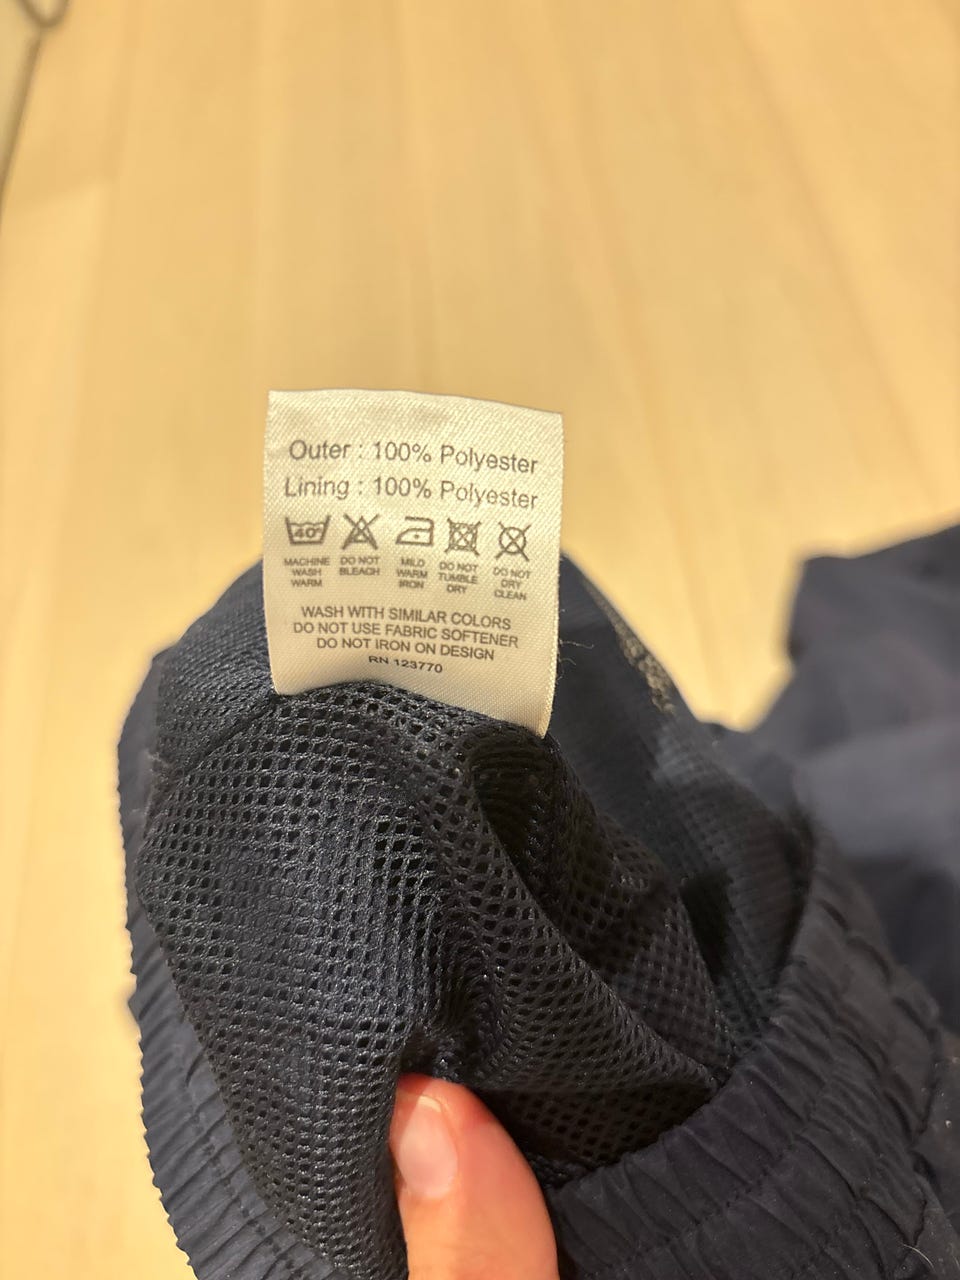 Outer : 100% Polyester
Lining : 100% Polyester
40°
MACHINE WASH WARM
DO NOT BLEACH
MILD WARM IRON
DO NOT TUMBLE DRY
DO NOT DRY CLEAN
WASH WITH SIMILAR COLORS
DO NOT USE FABRIC SOFTENER
DO NOT IRON ON DESIGN
RN 123770